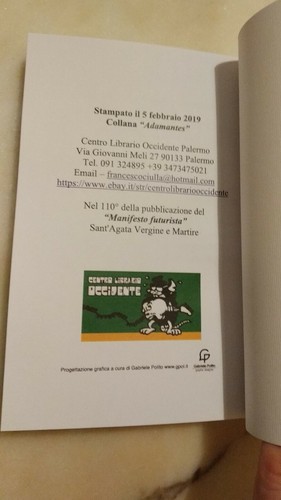 Stampato il 5 febbraio 2019
Collana "Adamantes"
Centro Librario Occidente Palermo
Via Giovanni Meli 27 90133 Palermo
Tel. 091 324895 +39 3473475021
Email – francescociulla@hotmail.com
https://www.ebay.it/str/centrolibrariooccidente
Nel 110° della pubblicazione del
"Manifesto futurista"
Sant'Agata Vergine e Martire
CENTRO LIBRARIO
OCCIDENTE
Progettazione grafica a cura di Gabriele Polito www.gpol.it
Gabriele Polito